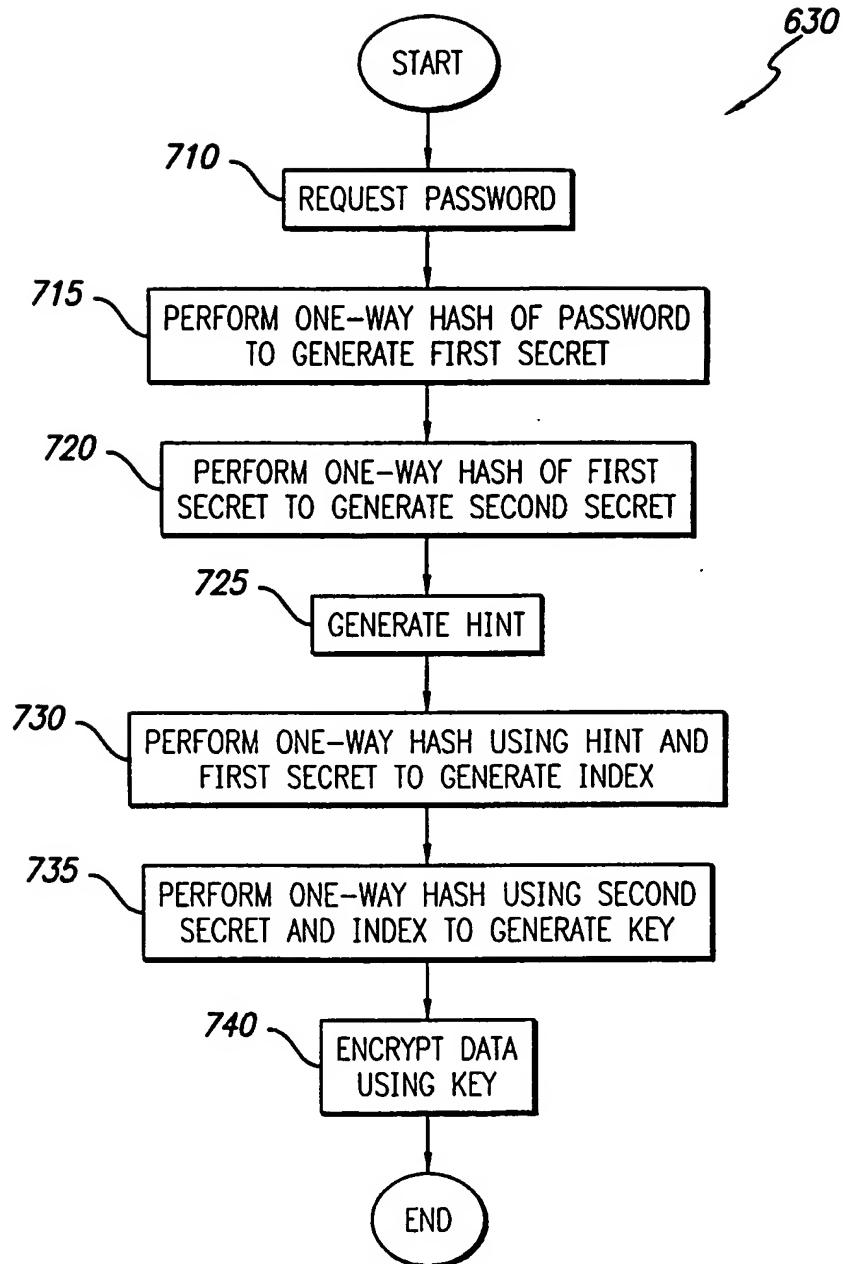 630
START
710
REQUEST PASSWORD
715
PERFORM ONE-WAY HASH OF PASSWORD
TO GENERATE FIRST SECRET
720
PERFORM ONE-WAY HASH OF FIRST
SECRET TO GENERATE SECOND SECRET
725
GENERATE HINT
730
PERFORM ONE-WAY HASH USING HINT AND
FIRST SECRET TO GENERATE INDEX
735
PERFORM ONE-WAY HASH USING SECOND
SECRET AND INDEX TO GENERATE KEY
740
ENCRYPT DATA
USING KEY
END